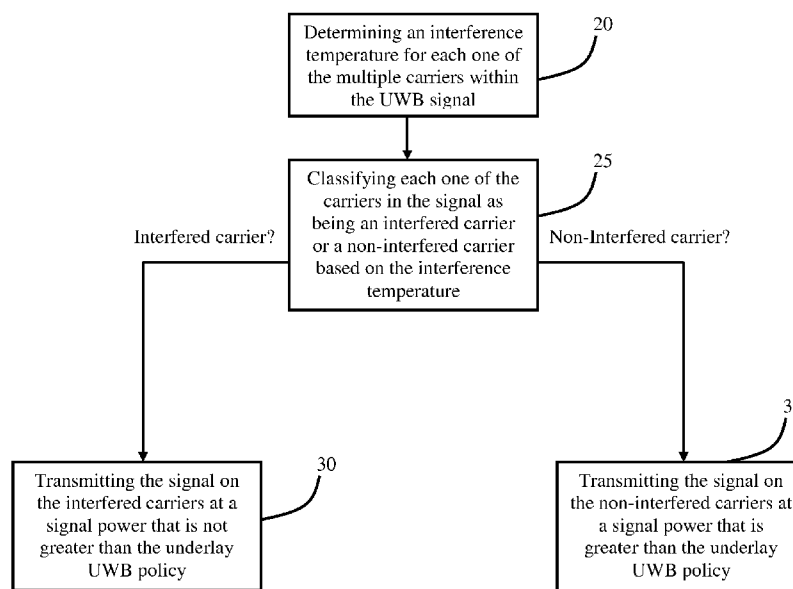 Determining an interference
temperature for each one of
the multiple carriers within
the UWB signal
20
Classifying each one of the
carriers in the signal as
being an interfered carrier
or a non-interfered carrier
based on the interference
temperature
25
Interfered carrier?
Non-Interfered carrier?
Transmitting the signal on
the interfered carriers at a
signal power that is not
greater than the underlay
UWB policy
30
Transmitting the signal on
the non-interfered carriers at
a signal power that is
greater than the underlay
UWB policy
3